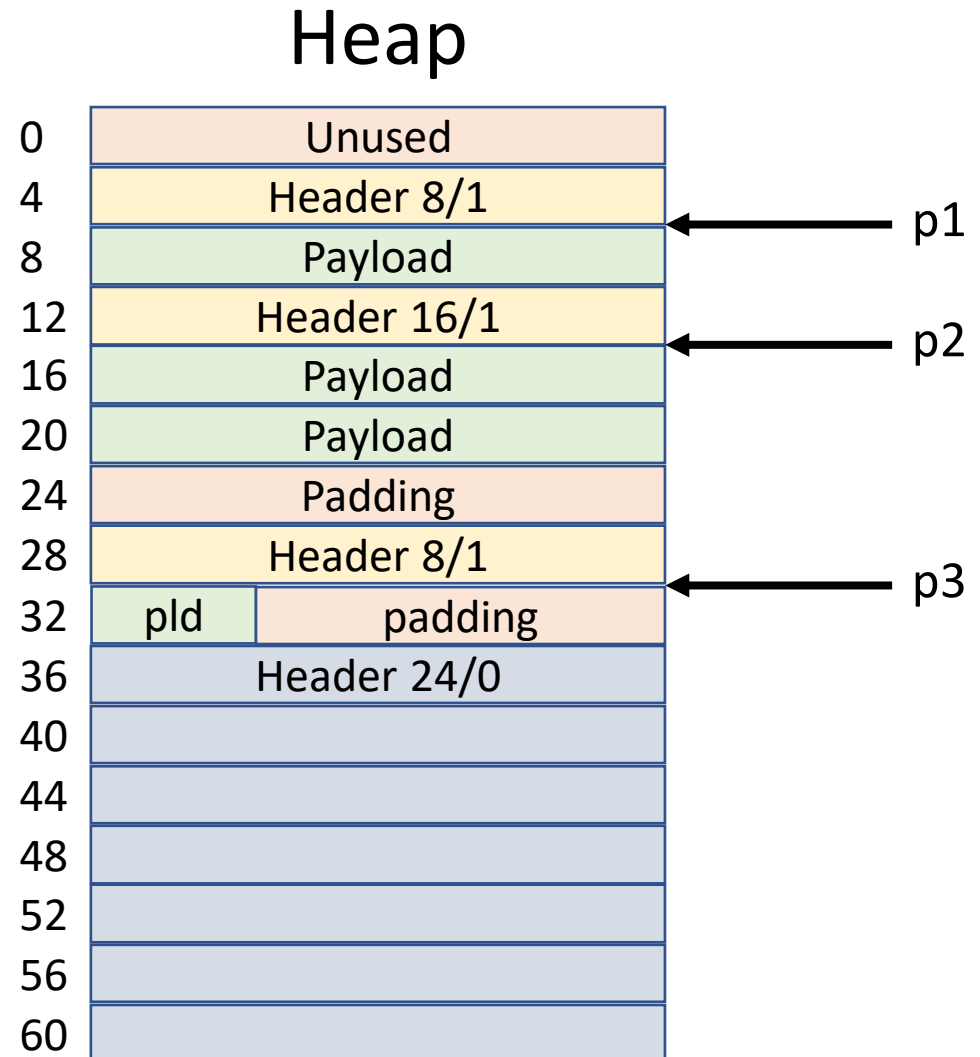 Heap
0 Unused
4 Header 8/1
p1
8 Payload
12 Header 16/1
p2
16 Payload
20 Payload
24 Padding
28 Header 8/1
p3
32 pld padding
36 Header 24/0
40
44
48
52
56
60